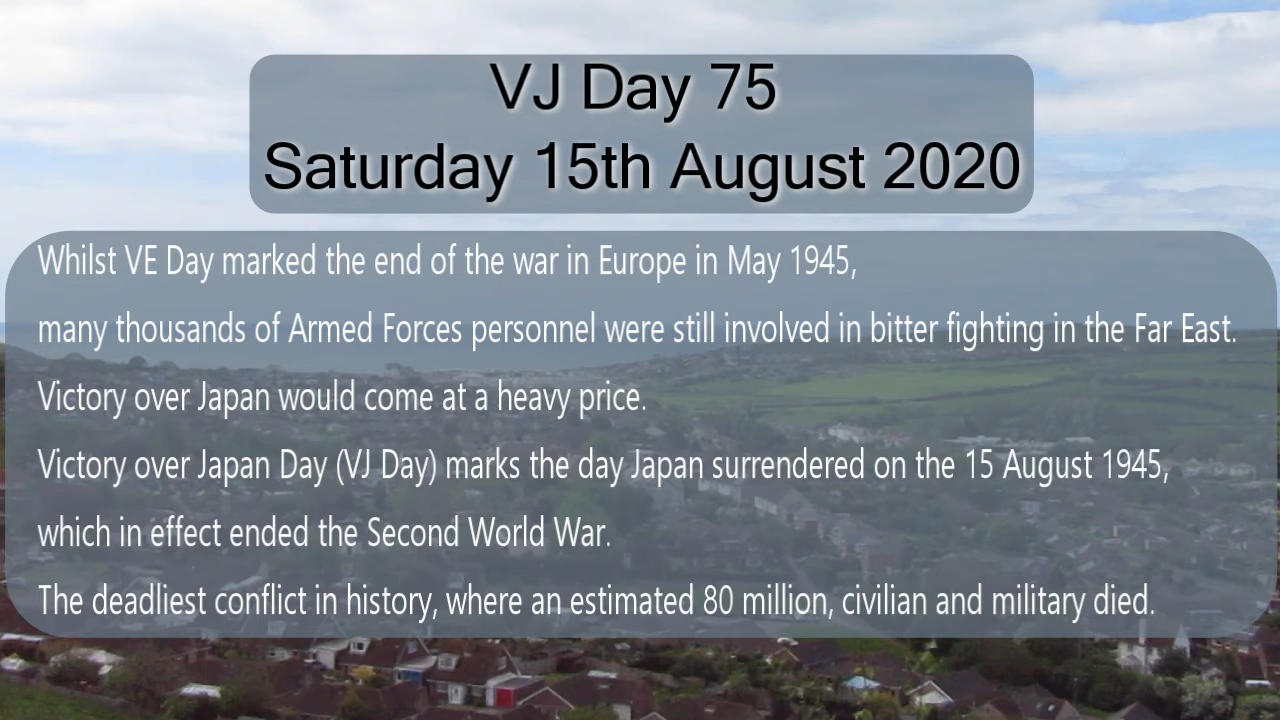 VJ Day 75
Saturday 15th August 2020
Whilst VE Day marked the end of the war in Europe in May 1945,
many thousands of Armed Forces personnel were still involved in bitter fighting in the Far East.
Victory over Japan would come at a heavy price.
Victory over Japan Day (VJ Day) marks the day Japan surrendered on the 15 August 1945,
which in effect ended the Second World War.
The deadliest conflict in history, where an estimated 80 million, civilian and military died.